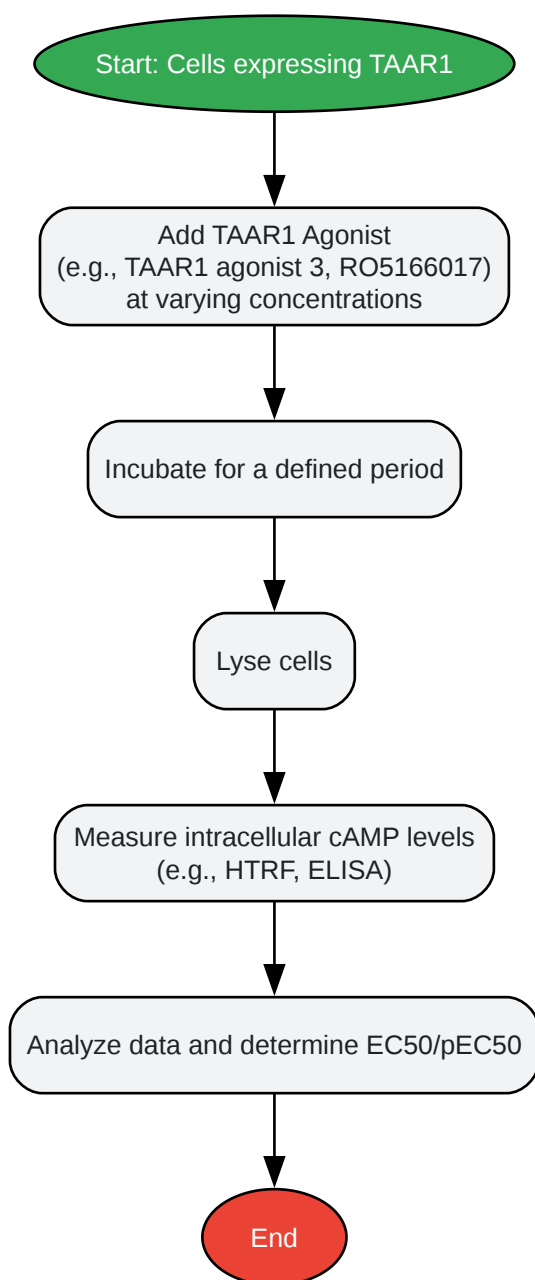 Start: Cells expressing TAAR1
Add TAAR1 Agonist
(e.g., TAAR1 agonist 3, RO5166017)
at varying concentrations
Incubate for a defined period
Lyse cells
Measure intracellular cAMP levels
(e.g., HTRF, ELISA)
Analyze data and determine EC50/pEC50
End